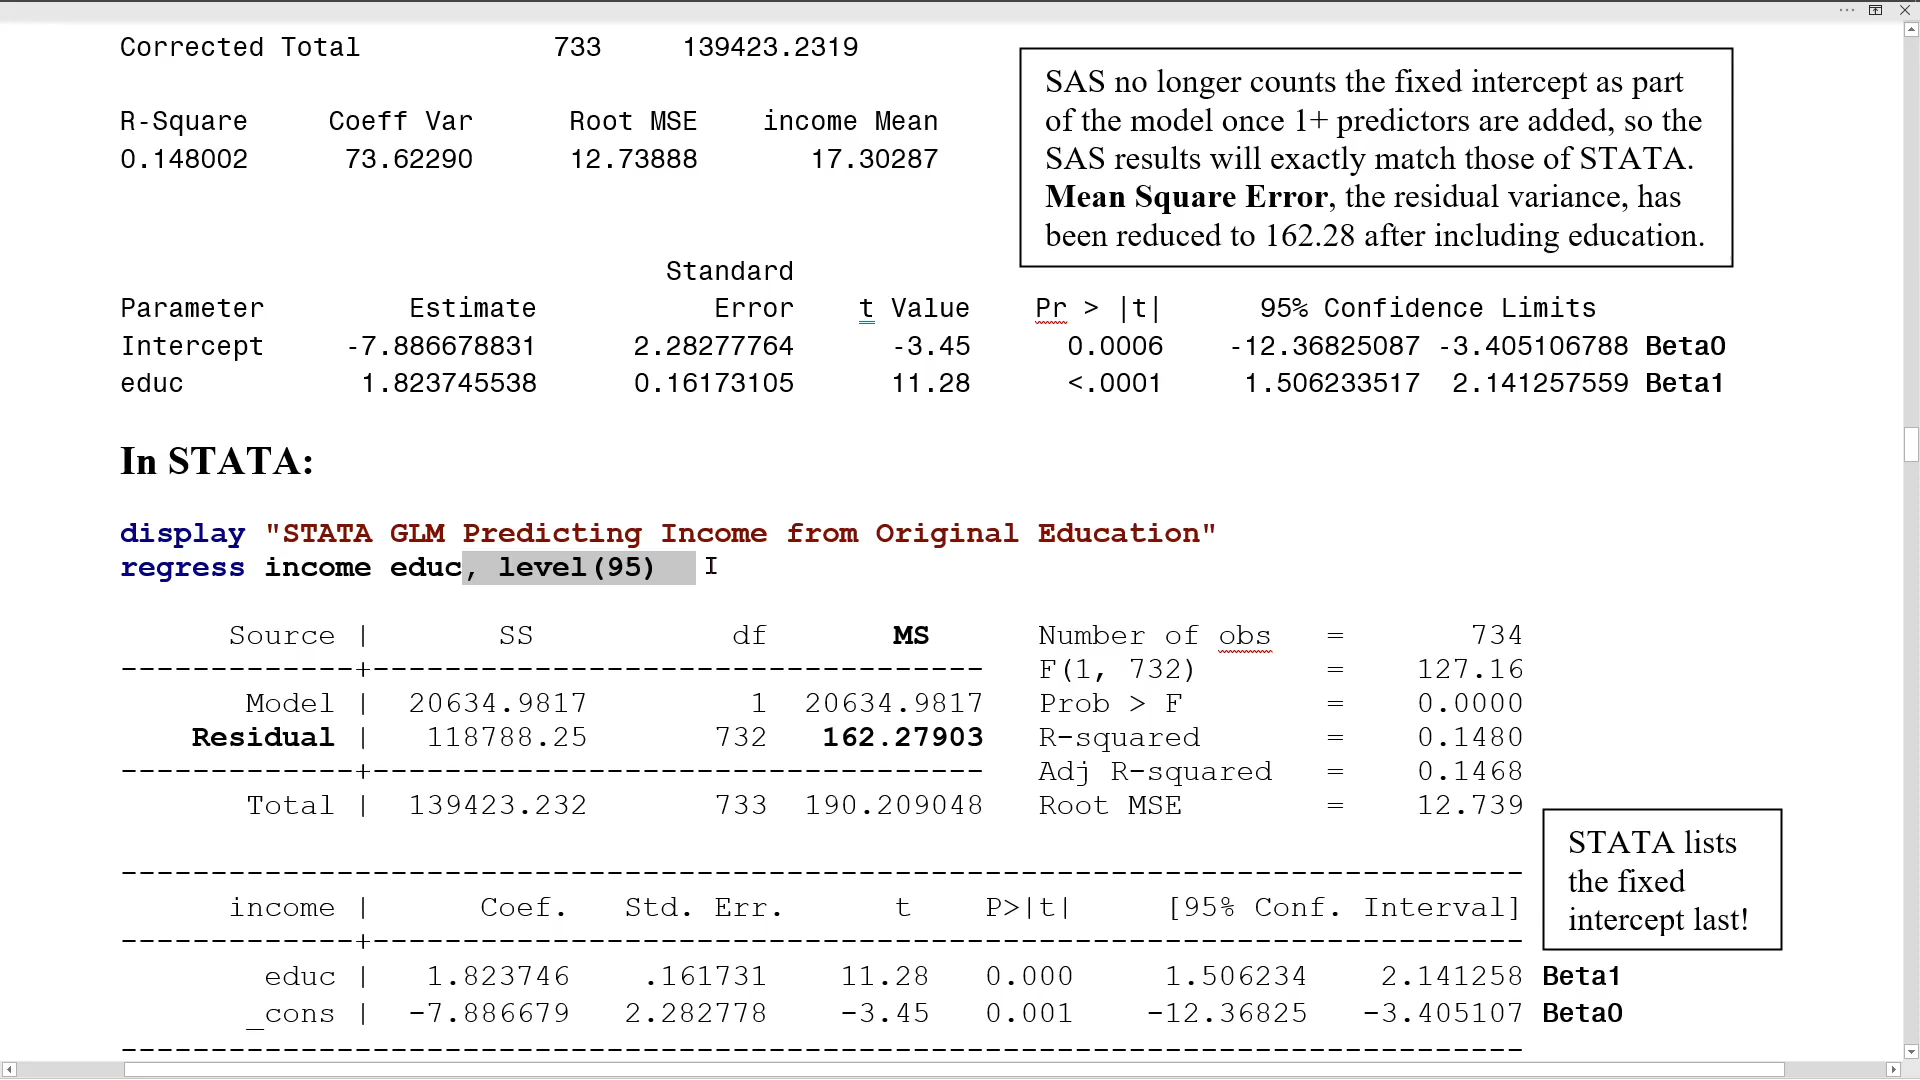 Corrected Total 733 139423.2319
SAS no longer counts the fixed intercept as part
of the model once 1+ predictors are added, so the
SAS results will exactly match those of STATA.
Mean Square Error, the residual variance, has
been reduced to 162.28 after including education.
R-Square Coeff Var Root MSE income Mean
0.148002 73.62290 12.73888 17.30287
Standard
Parameter Estimate Error t Value Pr > |t| 95% Confidence Limits
Intercept -7.886678831 2.28277764 -3.45 0.0006 -12.36825087 -3.405106788 Beta0
educ 1.823745538 0.16173105 11.28 <.0001 1.506233517 2.141257559 Beta1
In STATA:
display "STATA GLM Predicting Income from Original Education"
regress income educ, level(95)
Source | SS df MS Number of obs = 734
-------------+---------------------------------- F(1, 732) = 127.16
Model | 20634.9817 1 20634.9817 Prob > F = 0.0000
Residual | 118788.25 732 162.27903 R-squared = 0.1480
-------------+---------------------------------- Adj R-squared = 0.1468
Total | 139423.232 733 190.209048 Root MSE = 12.739
STATA lists
the fixed
intercept last!
------------------------------------------------------------------------------
income | Coef. Std. Err. t P>|t| [95% Conf. Interval]
-------------+----------------------------------------------------------------
educ | 1.823746 .161731 11.28 0.000 1.506234 2.141258 Beta1
_cons | -7.886679 2.282778 -3.45 0.001 -12.36825 -3.405107 Beta0
------------------------------------------------------------------------------